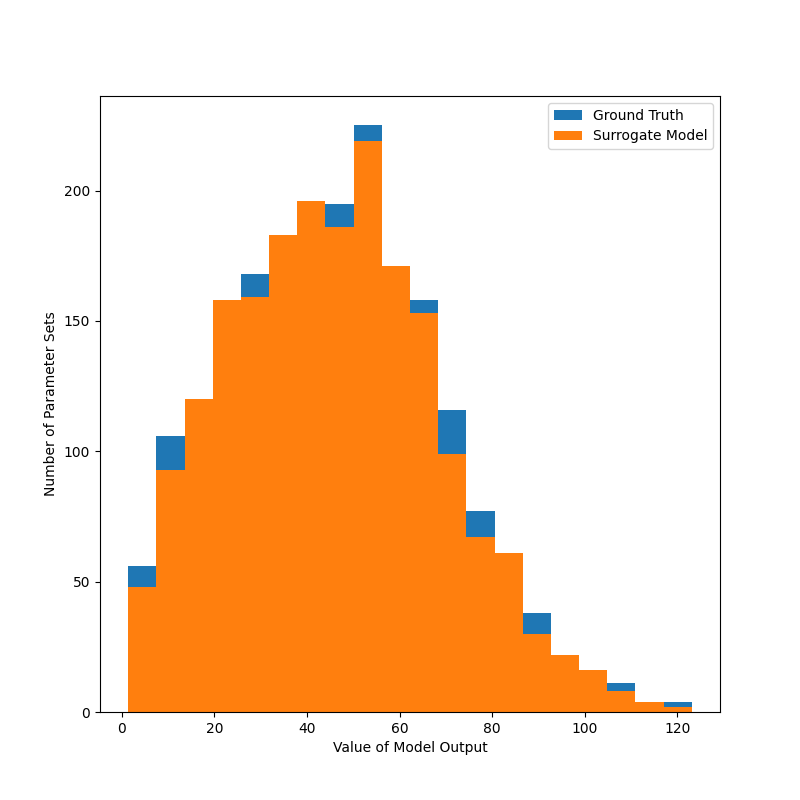 Ground Truth
Surrogate Model
200
150
100
50
0
Number of Parameter Sets
0 20 40 60 80 100 120
Value of Model Output